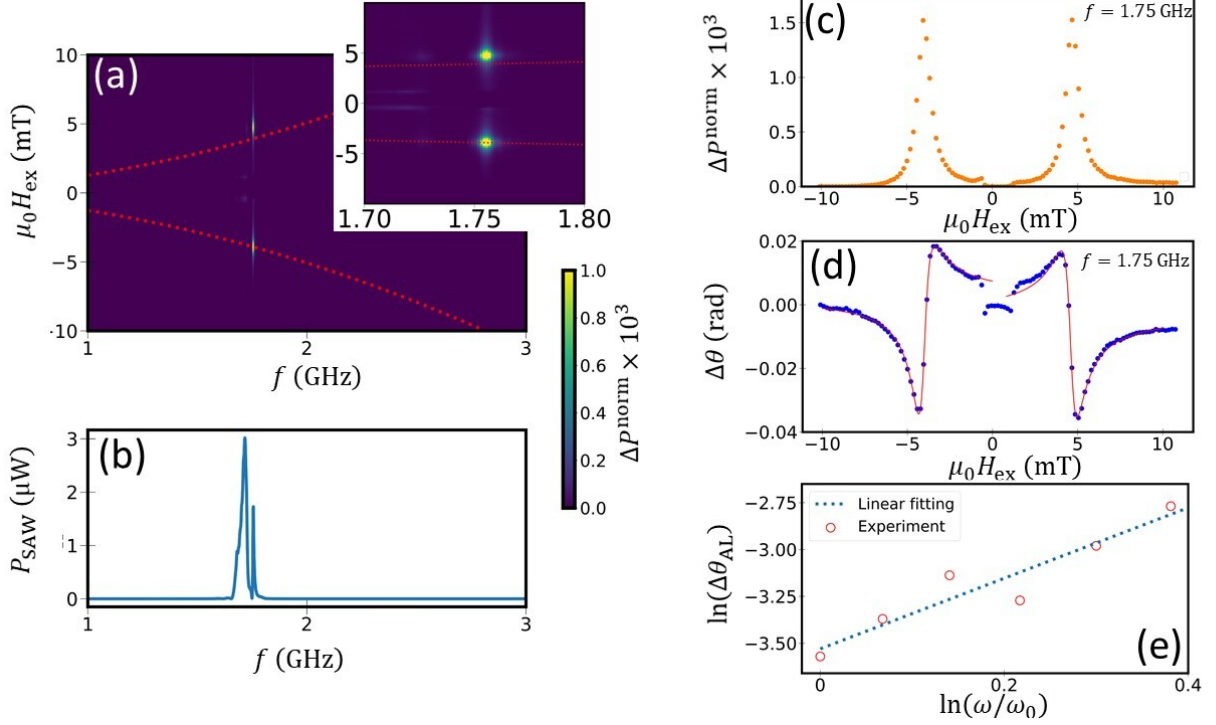 (a)
μ₀Hₑₓ (mT)
10
5
0
-5
-10
1
2
3
f (GHz)
5
0
-5
1.70
1.75
1.80
1.0
0.8
0.6
0.4
0.2
0.0
ΔPⁿᵒʳᵐ × 10³
(b)
P_SAW (μW)
3
2
1
0
1
2
3
f (GHz)
(c)
f = 1.75 GHz
ΔPⁿᵒʳᵐ × 10³
1.5
1.0
0.5
0.0
−10
−5
0
5
10
μ₀Hₑₓ (mT)
(d)
f = 1.75 GHz
Δθ (rad)
0.02
0.00
−0.02
−0.04
−10
−5
0
5
10
μ₀Hₑₓ (mT)
Linear fitting
Experiment
ln(Δθ_AL)
−2.75
−3.00
−3.25
−3.50
(e)
0
0.2
0.4
ln(ω/ω₀)